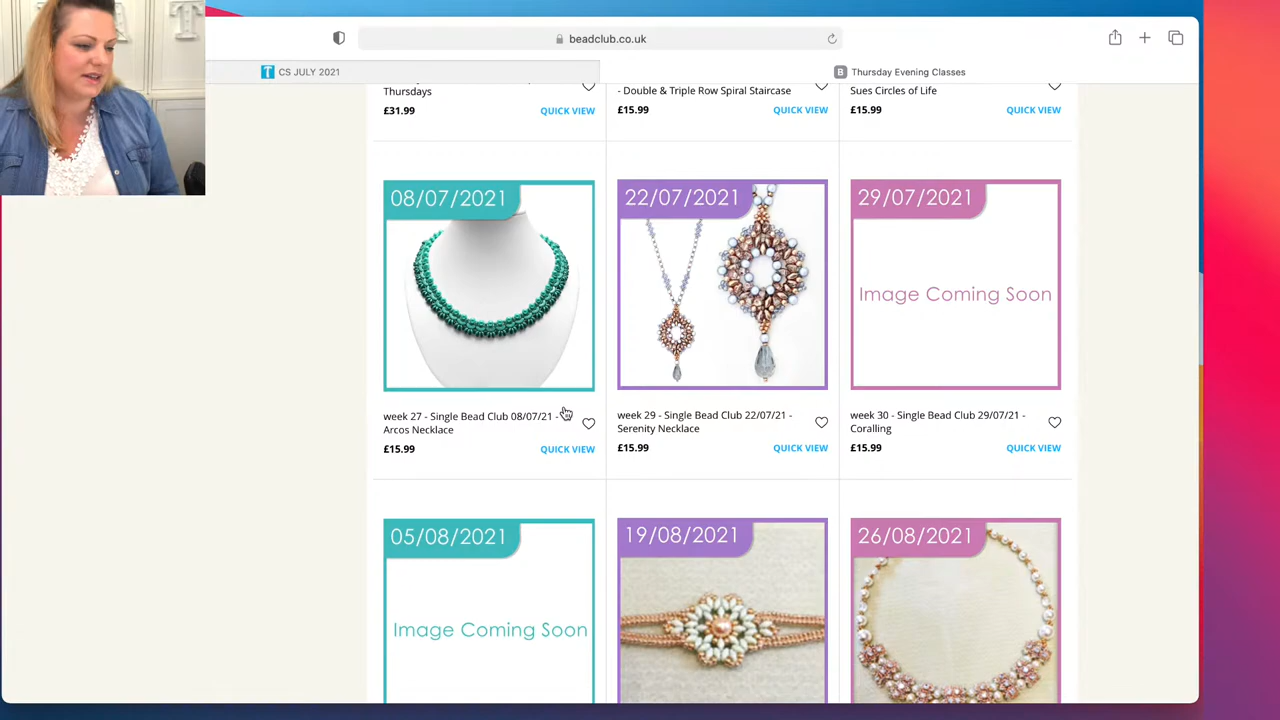 beadclub.co.uk
CS JULY 2021
Thursday Evening Classes
Thursdays
£31.99
QUICK VIEW
- Double & Triple Row Spiral Staircase
£15.99
QUICK VIEW
Sues Circles of Life
£15.99
QUICK VIEW
08/07/2021
22/07/2021
29/07/2021
Image Coming Soon
week 27 - Single Bead Club 08/07/21 -
Arcos Necklace
£15.99
QUICK VIEW
week 29 - Single Bead Club 22/07/21 -
Serenity Necklace
£15.99
QUICK VIEW
week 30 - Single Bead Club 29/07/21 -
Coralling
£15.99
QUICK VIEW
05/08/2021
19/08/2021
26/08/2021
Image Coming Soon